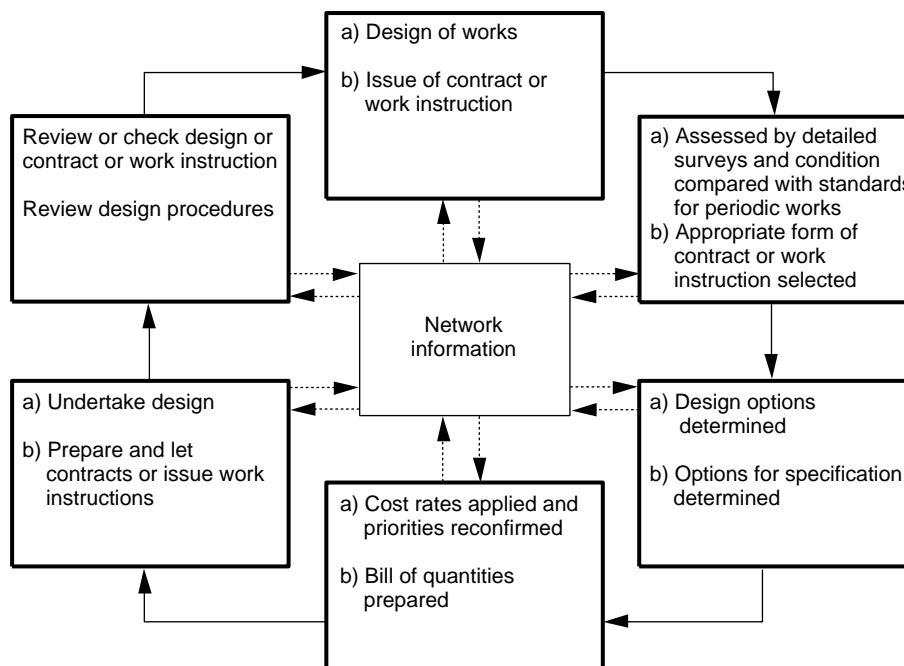 a) Design of works
b) Issue of contract or
work instruction
Review or check design or
contract or work instruction
Review design procedures
a) Assessed by detailed
surveys and condition
compared with standards
for periodic works
b) Appropriate form of
contract or work
instruction selected
Network
information
a) Undertake design
b) Prepare and let
contracts or issue work
instructions
a) Design options
determined
b) Options for specification
determined
a) Cost rates applied and
priorities reconfirmed
b) Bill of quantities
prepared